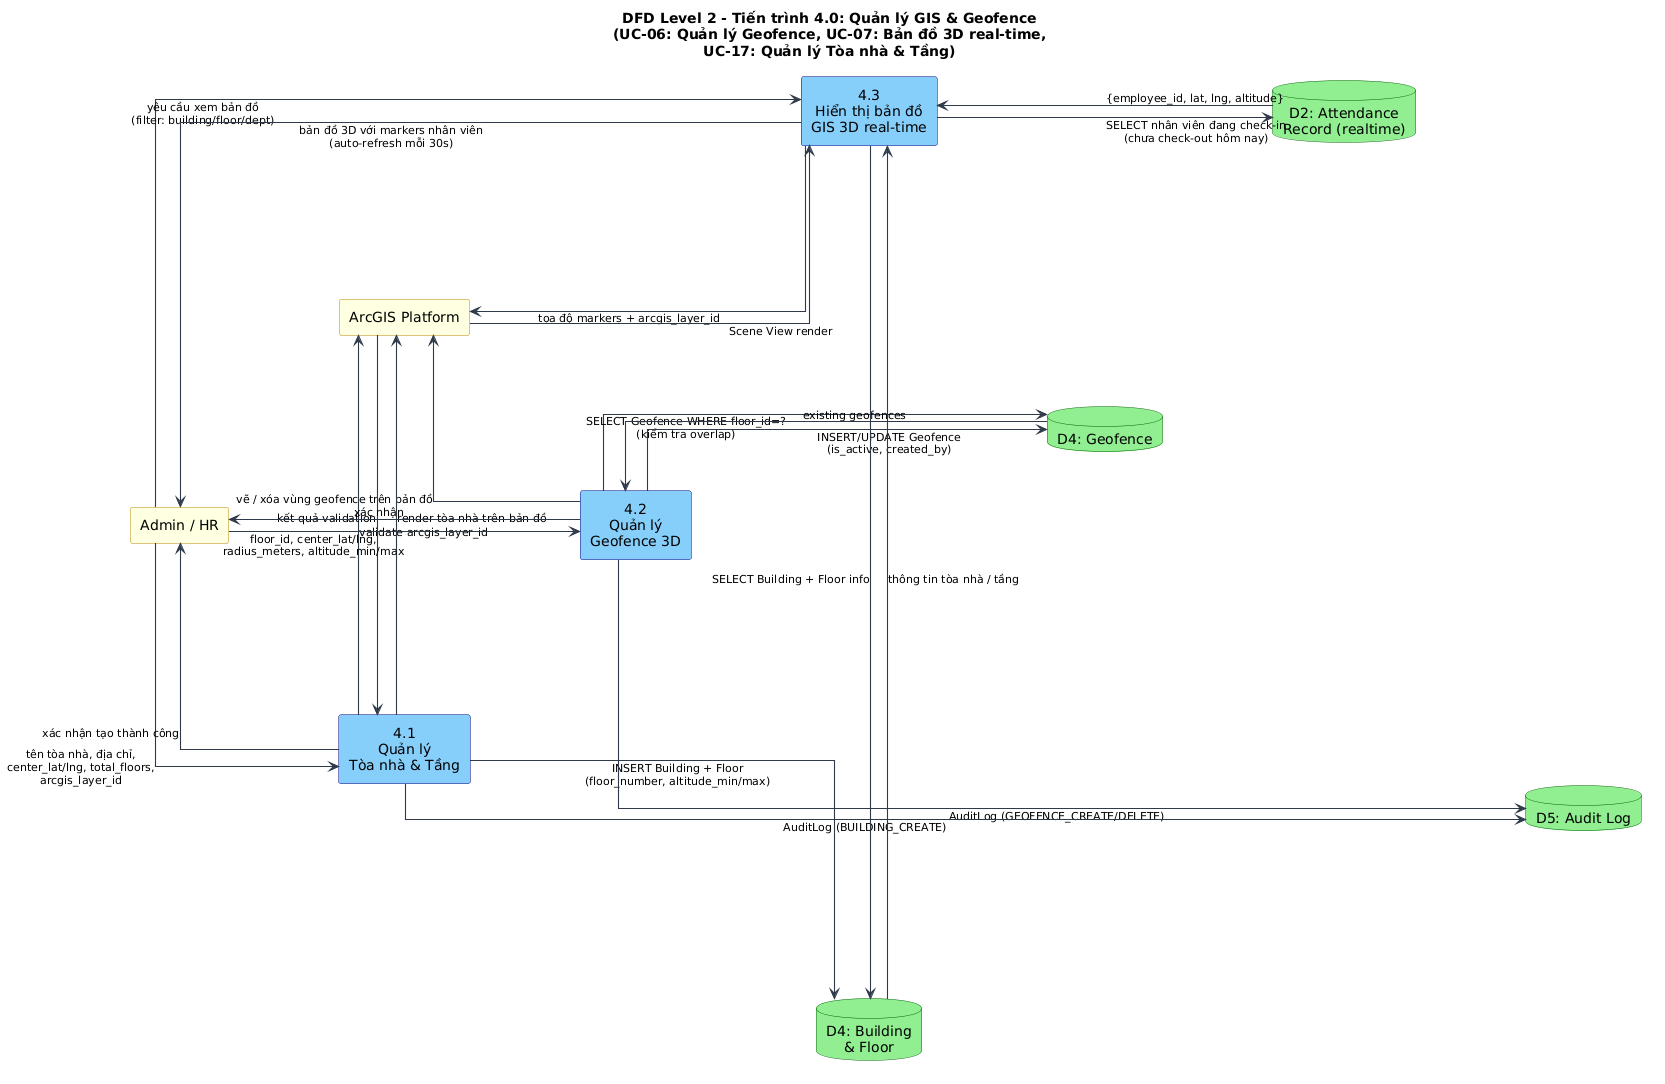 DFD Level 2 - Tiến trình 4.0: Quản lý GIS & Geofence
(UC-06: Quản lý Geofence, UC-07: Bản đồ 3D real-time,
UC-17: Quản lý Tòa nhà & Tầng)
4.3
Hiển thị bản đồ
GIS 3D real-time
{employee_id, lat, lng, altitude}
D2: Attendance
Record (realtime)
SELECT nhân viên đang check-in
(chưa check-out hôm nay)
yêu cầu xem bản đồ
(filter: building/floor/dept)
bản đồ 3D với markers nhân viên
(auto-refresh mỗi 30s)
ArcGIS Platform
tọa độ markers + arcgis_layer_id
Scene View render
SELECT Geofence WHERE floor_id=?
(kiểm tra overlap)
existing geofences
INSERT/UPDATE Geofence
(is_active, created_by)
D4: Geofence
vẽ / xóa vùng geofence trên bản đồ
xác nhận
kết quả validation
render tòa nhà trên bản đồ
validate arcgis_layer_id
Admin / HR
floor_id, center_lat/lng,
radius_meters, altitude_min/max
4.2
Quản lý
Geofence 3D
SELECT Building + Floor info
thông tin tòa nhà / tầng
xác nhận tạo thành công
tên tòa nhà, địa chỉ,
center_lat/lng, total_floors,
arcgis_layer_id
4.1
Quản lý
Tòa nhà & Tầng
INSERT Building + Floor
(floor_number, altitude_min/max)
AuditLog (GEOFENCE_CREATE/DELETE)
AuditLog (BUILDING_CREATE)
D5: Audit Log
D4: Building
& Floor